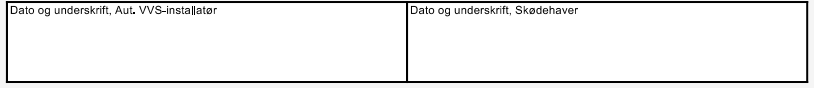 Dato og underskrift, Aut. VVS-installatør
Dato og underskrift, Skødehaver